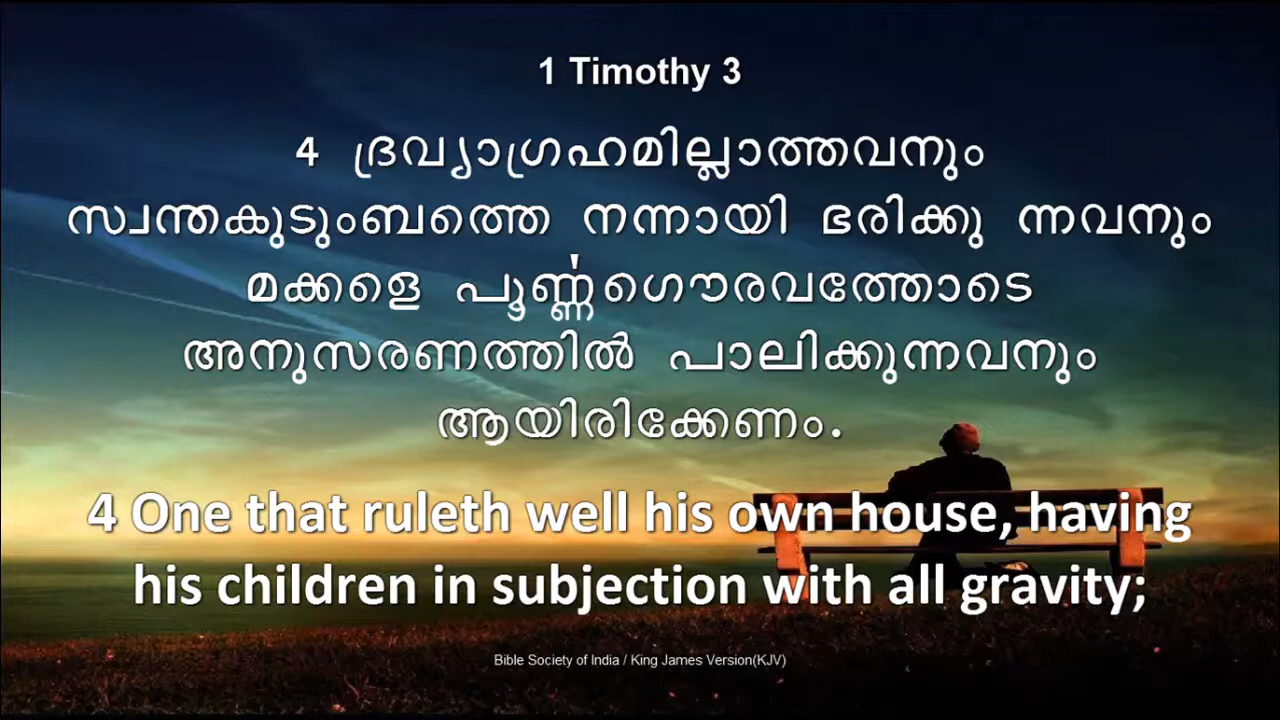 1 Timothy 3
4 ദ്രവ്യാഗ്രഹമില്ലാത്തവനും
സ്വന്തകുടുംബത്തെ നന്നായി ഭരിക്കു ന്നവനും
മക്കളെ പൂർണ്ണഗൌരവത്തോടെ
അനുസരണത്തിൽ പാലിക്കുന്നവനും
ആയിരിക്കേണം.
4 One that ruleth well his own house, having
his children in subjection with all gravity;
Bible Society of India / King James Version(KJV)